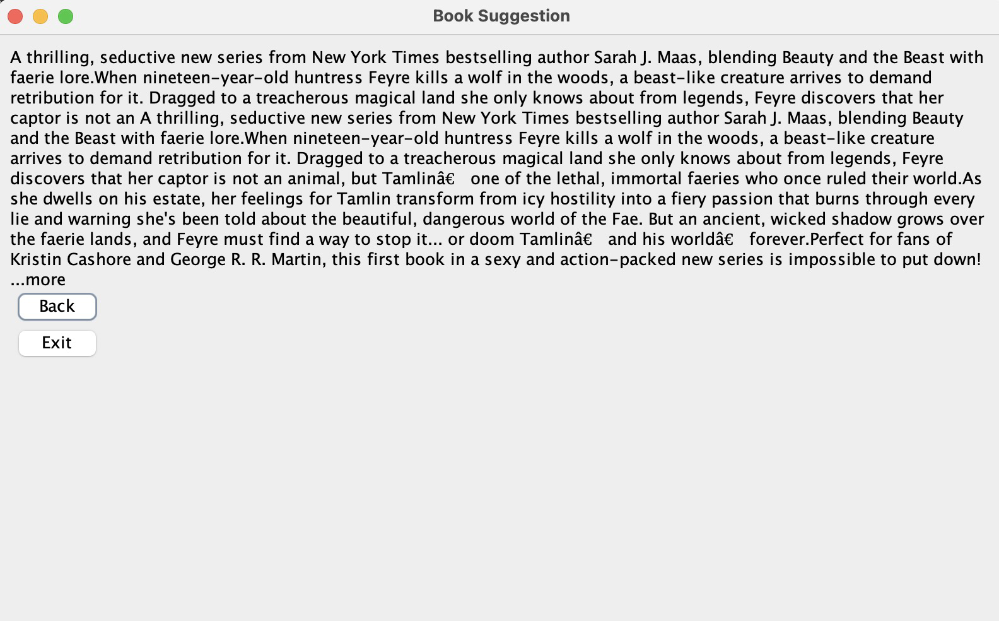 Book Suggestion
A thrilling, seductive new series from New York Times bestselling author Sarah J. Maas, blending Beauty and the Beast with
faerie lore.When nineteen-year-old huntress Feyre kills a wolf in the woods, a beast-like creature arrives to demand
retribution for it. Dragged to a treacherous magical land she only knows about from legends, Feyre discovers that her
captor is not an A thrilling, seductive new series from New York Times bestselling author Sarah J. Maas, blending Beauty
and the Beast with faerie lore.When nineteen-year-old huntress Feyre kills a wolf in the woods, a beast-like creature
arrives to demand retribution for it. Dragged to a treacherous magical land she only knows about from legends, Feyre
discovers that her captor is not an animal, but Tamlinâ€ one of the lethal, immortal faeries who once ruled their world.As
she dwells on his estate, her feelings for Tamlin transform from icy hostility into a fiery passion that burns through every
lie and warning she's been told about the beautiful, dangerous world of the Fae. But an ancient, wicked shadow grows over
the faerie lands, and Feyre must find a way to stop it... or doom Tamlinâ€ and his worldâ€ forever.Perfect for fans of
Kristin Cashore and George R. R. Martin, this first book in a sexy and action-packed new series is impossible to put down!
...more
Back
Exit